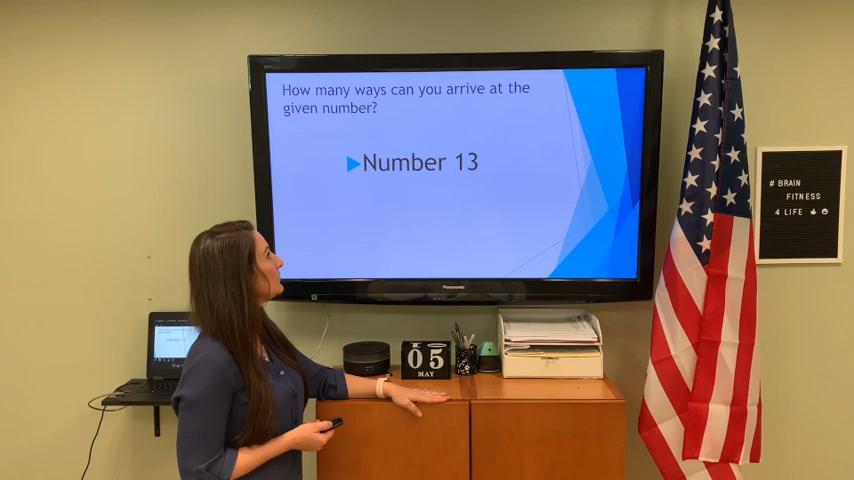 How many ways can you arrive at the
given number?
Number 13
Panasonic
# BRAIN
FITNESS
4 LIFE
05
MAY